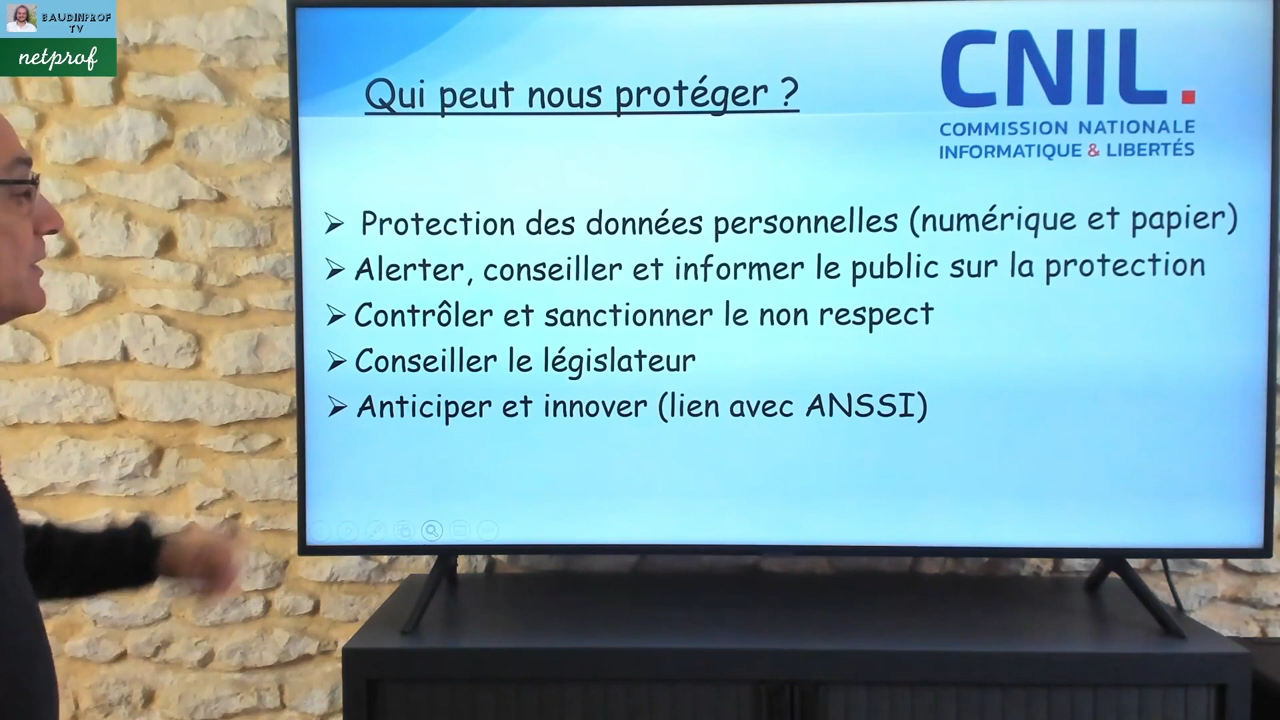 BAUDINPROF
TV
netprof
Qui peut nous protéger ?
CNIL.
COMMISSION NATIONALE
INFORMATIQUE & LIBERTÉS
➢ Protection des données personnelles (numérique et papier)
➢ Alerter, conseiller et informer le public sur la protection
➢ Contrôler et sanctionner le non respect
➢ Conseiller le législateur
➢ Anticiper et innover (lien avec ANSSI)